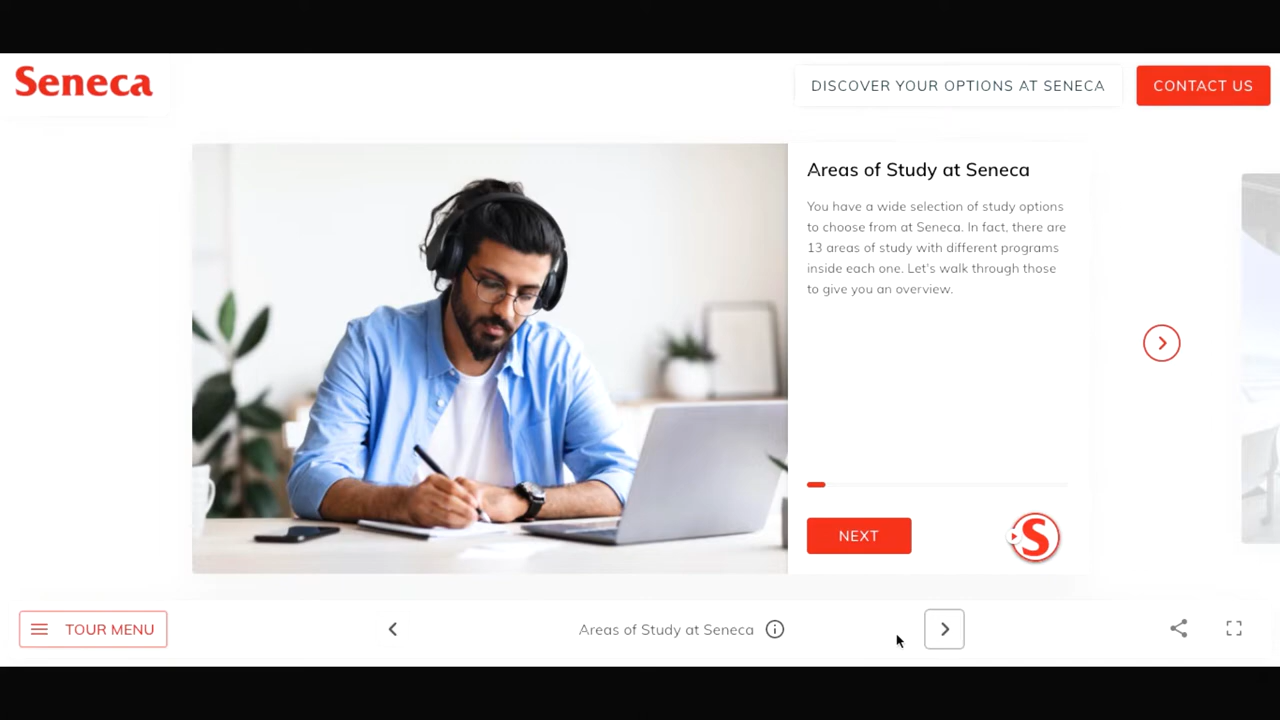 Seneca
DISCOVER YOUR OPTIONS AT SENECA
CONTACT US
Areas of Study at Seneca
You have a wide selection of study options
to choose from at Seneca. In fact, there are
13 areas of study with different programs
inside each one. Let's walk through those
to give you an overview.
NEXT
S
TOUR MENU
Areas of Study at Seneca